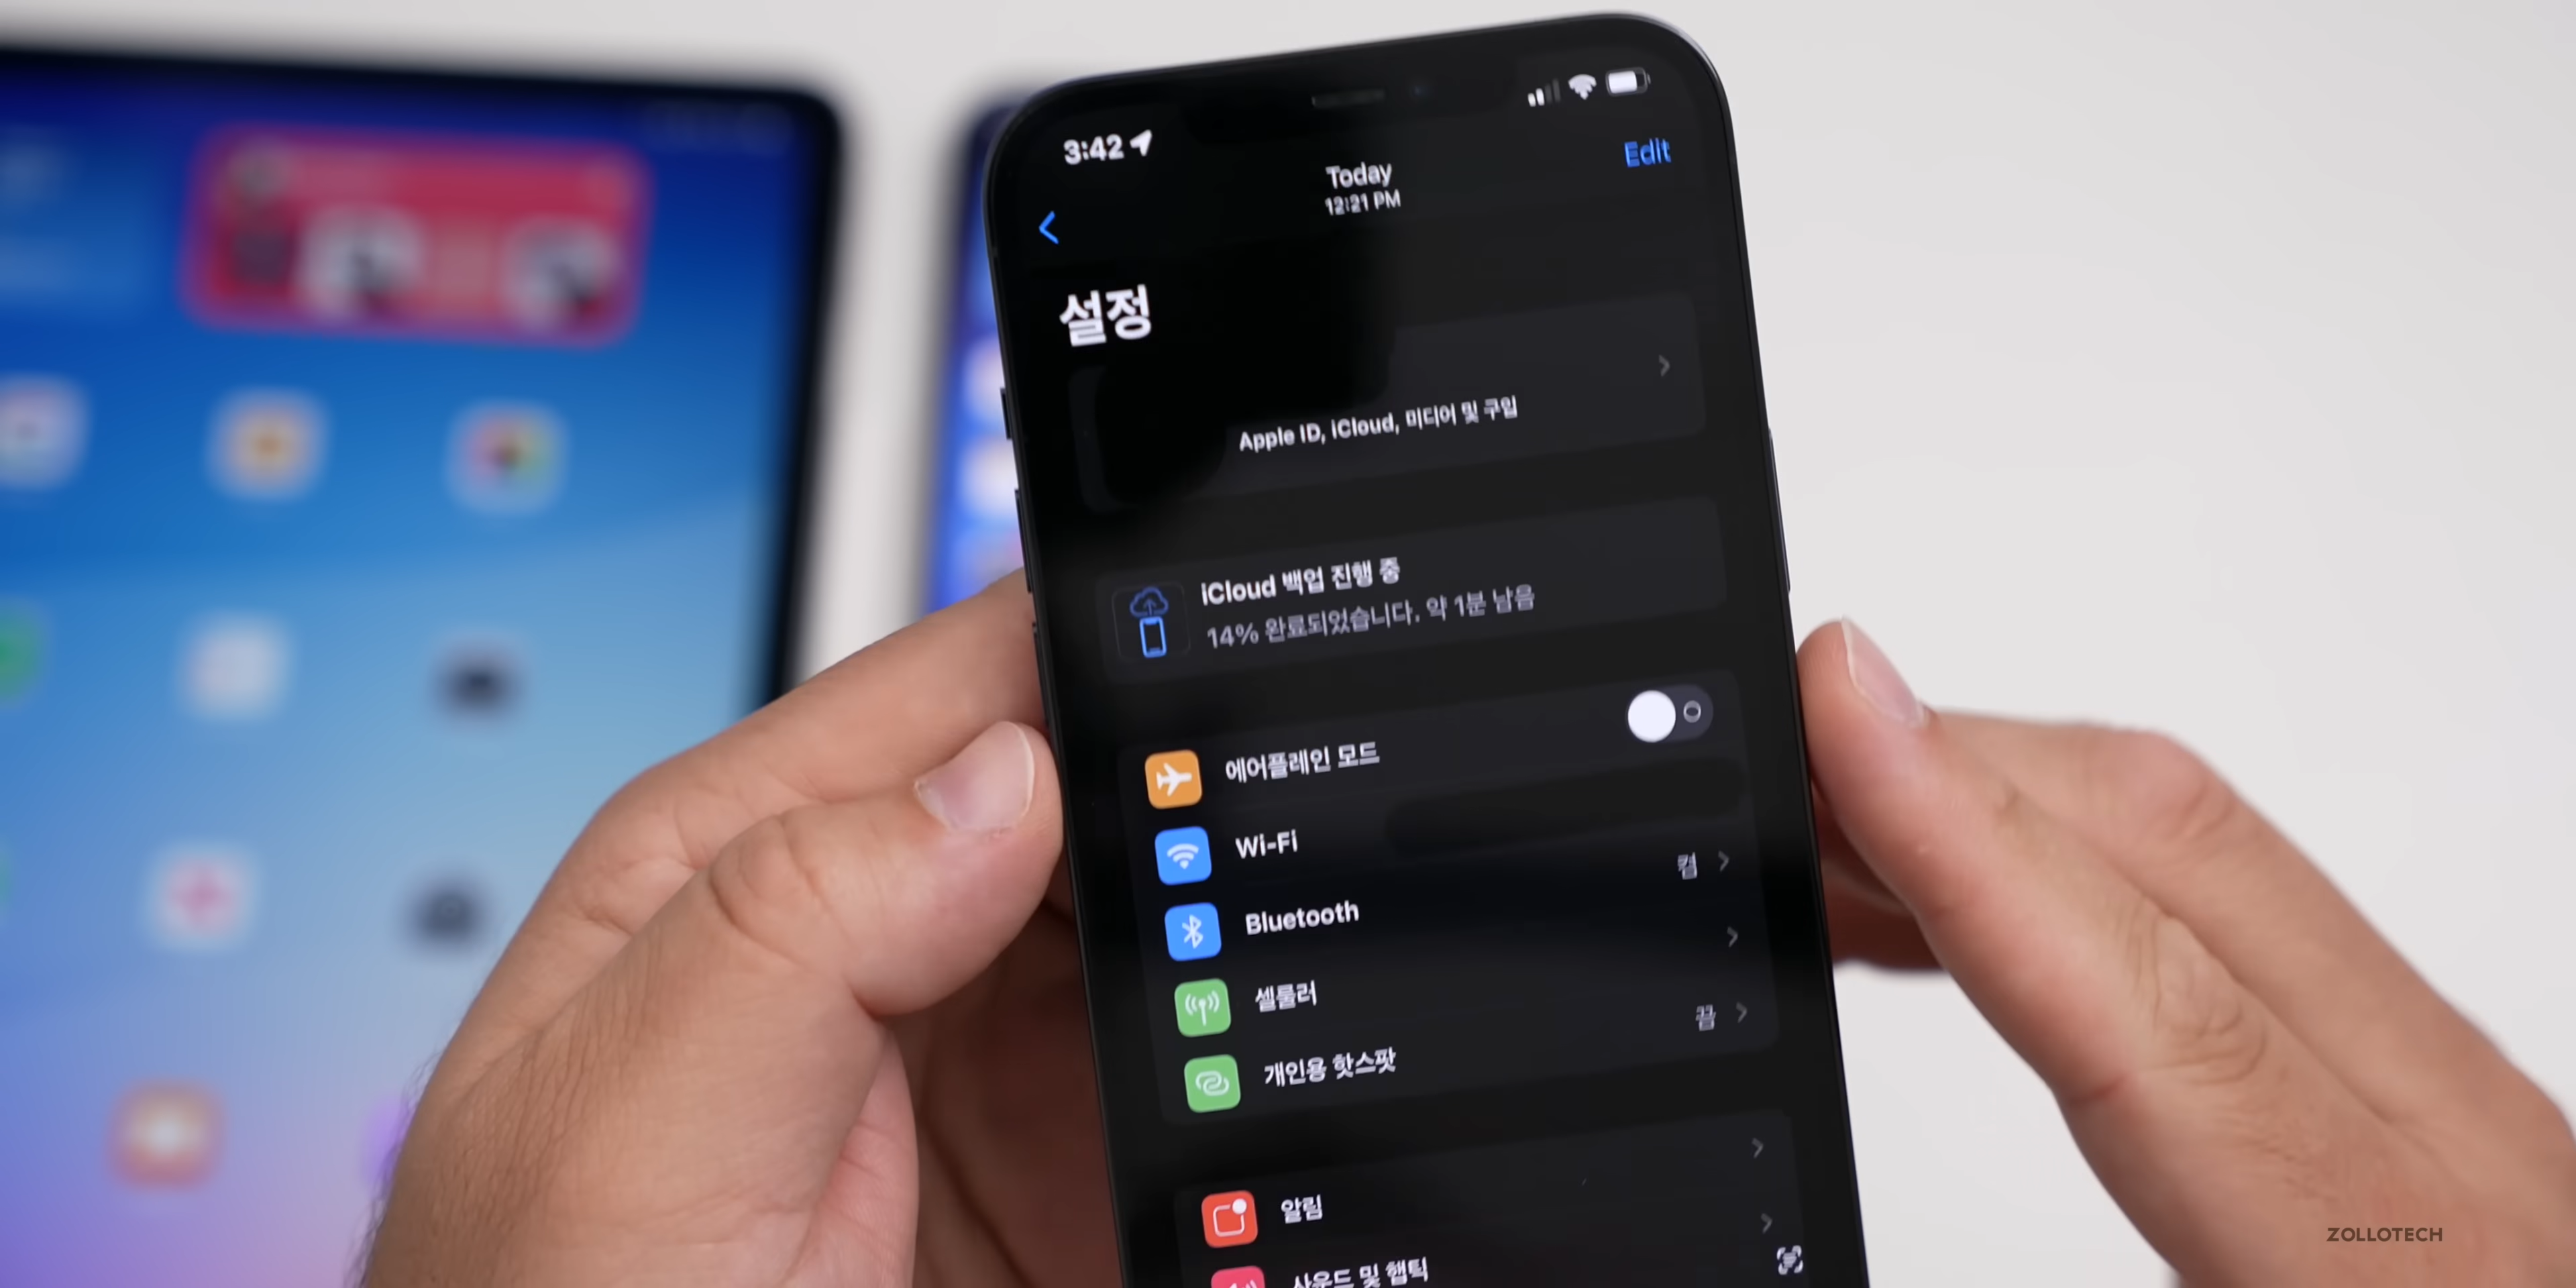 3:42
Today
12:21 PM
Edit
설정
Apple ID, iCloud, 미디어 및 구입
iCloud 백업 진행 중
14% 완료되었습니다. 약 1분 남음
에어플레인 모드
Wi-Fi
Bluetooth
켬
셀룰러
개인용 핫스팟
끔
알림
사운드 및 햅틱
ZOLLOTECH